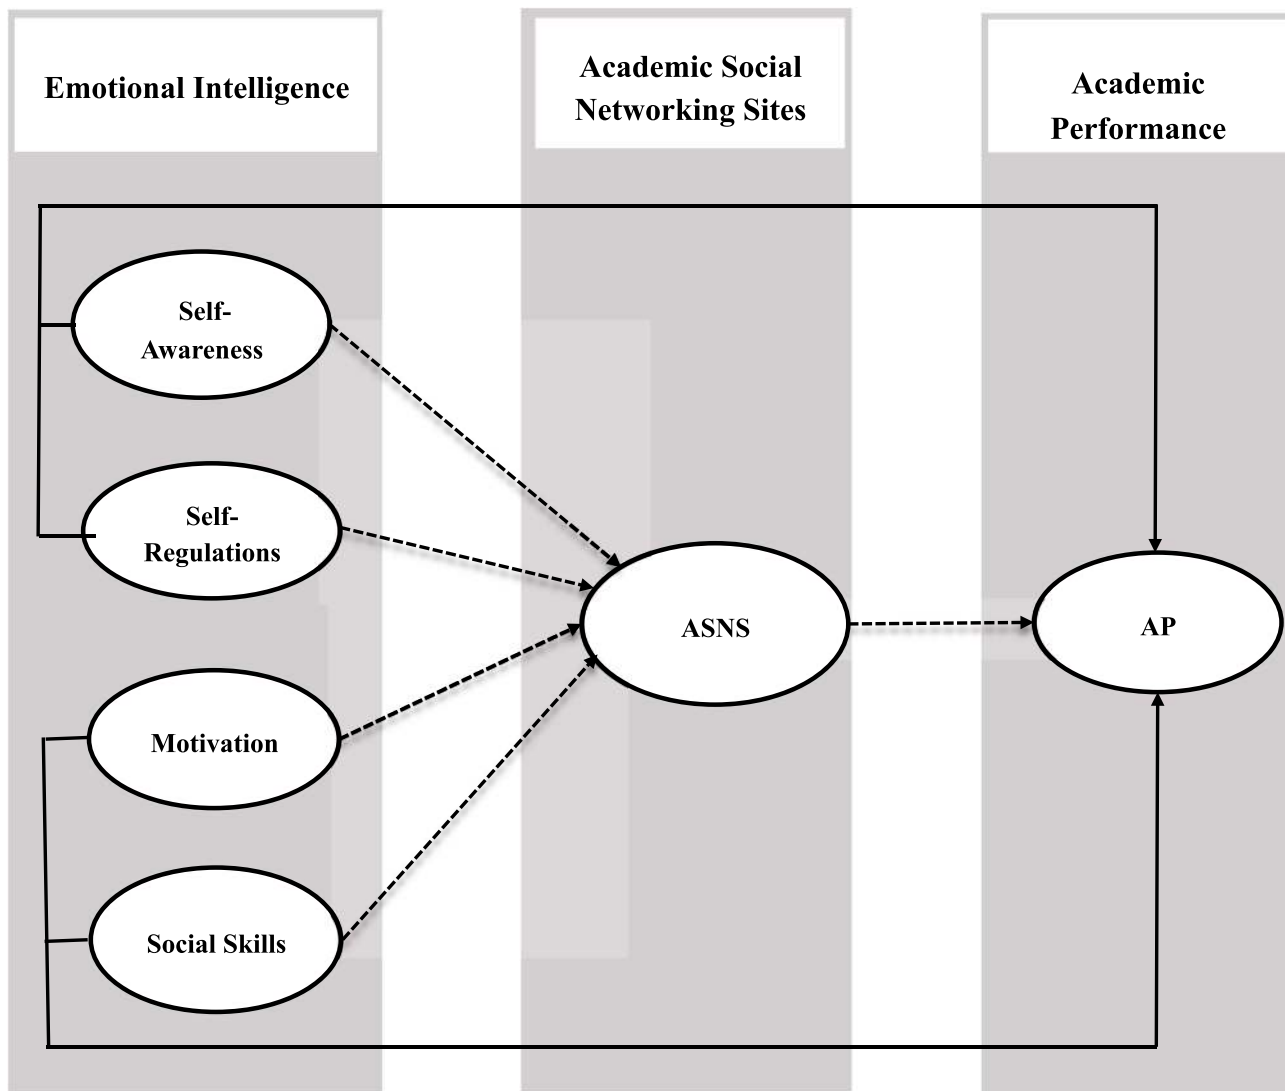 Emotional Intelligence
Academic Social
Networking Sites
Academic
Performance
Self-
Awareness
Self-
Regulations
Motivation
Social Skills
ASNS
AP